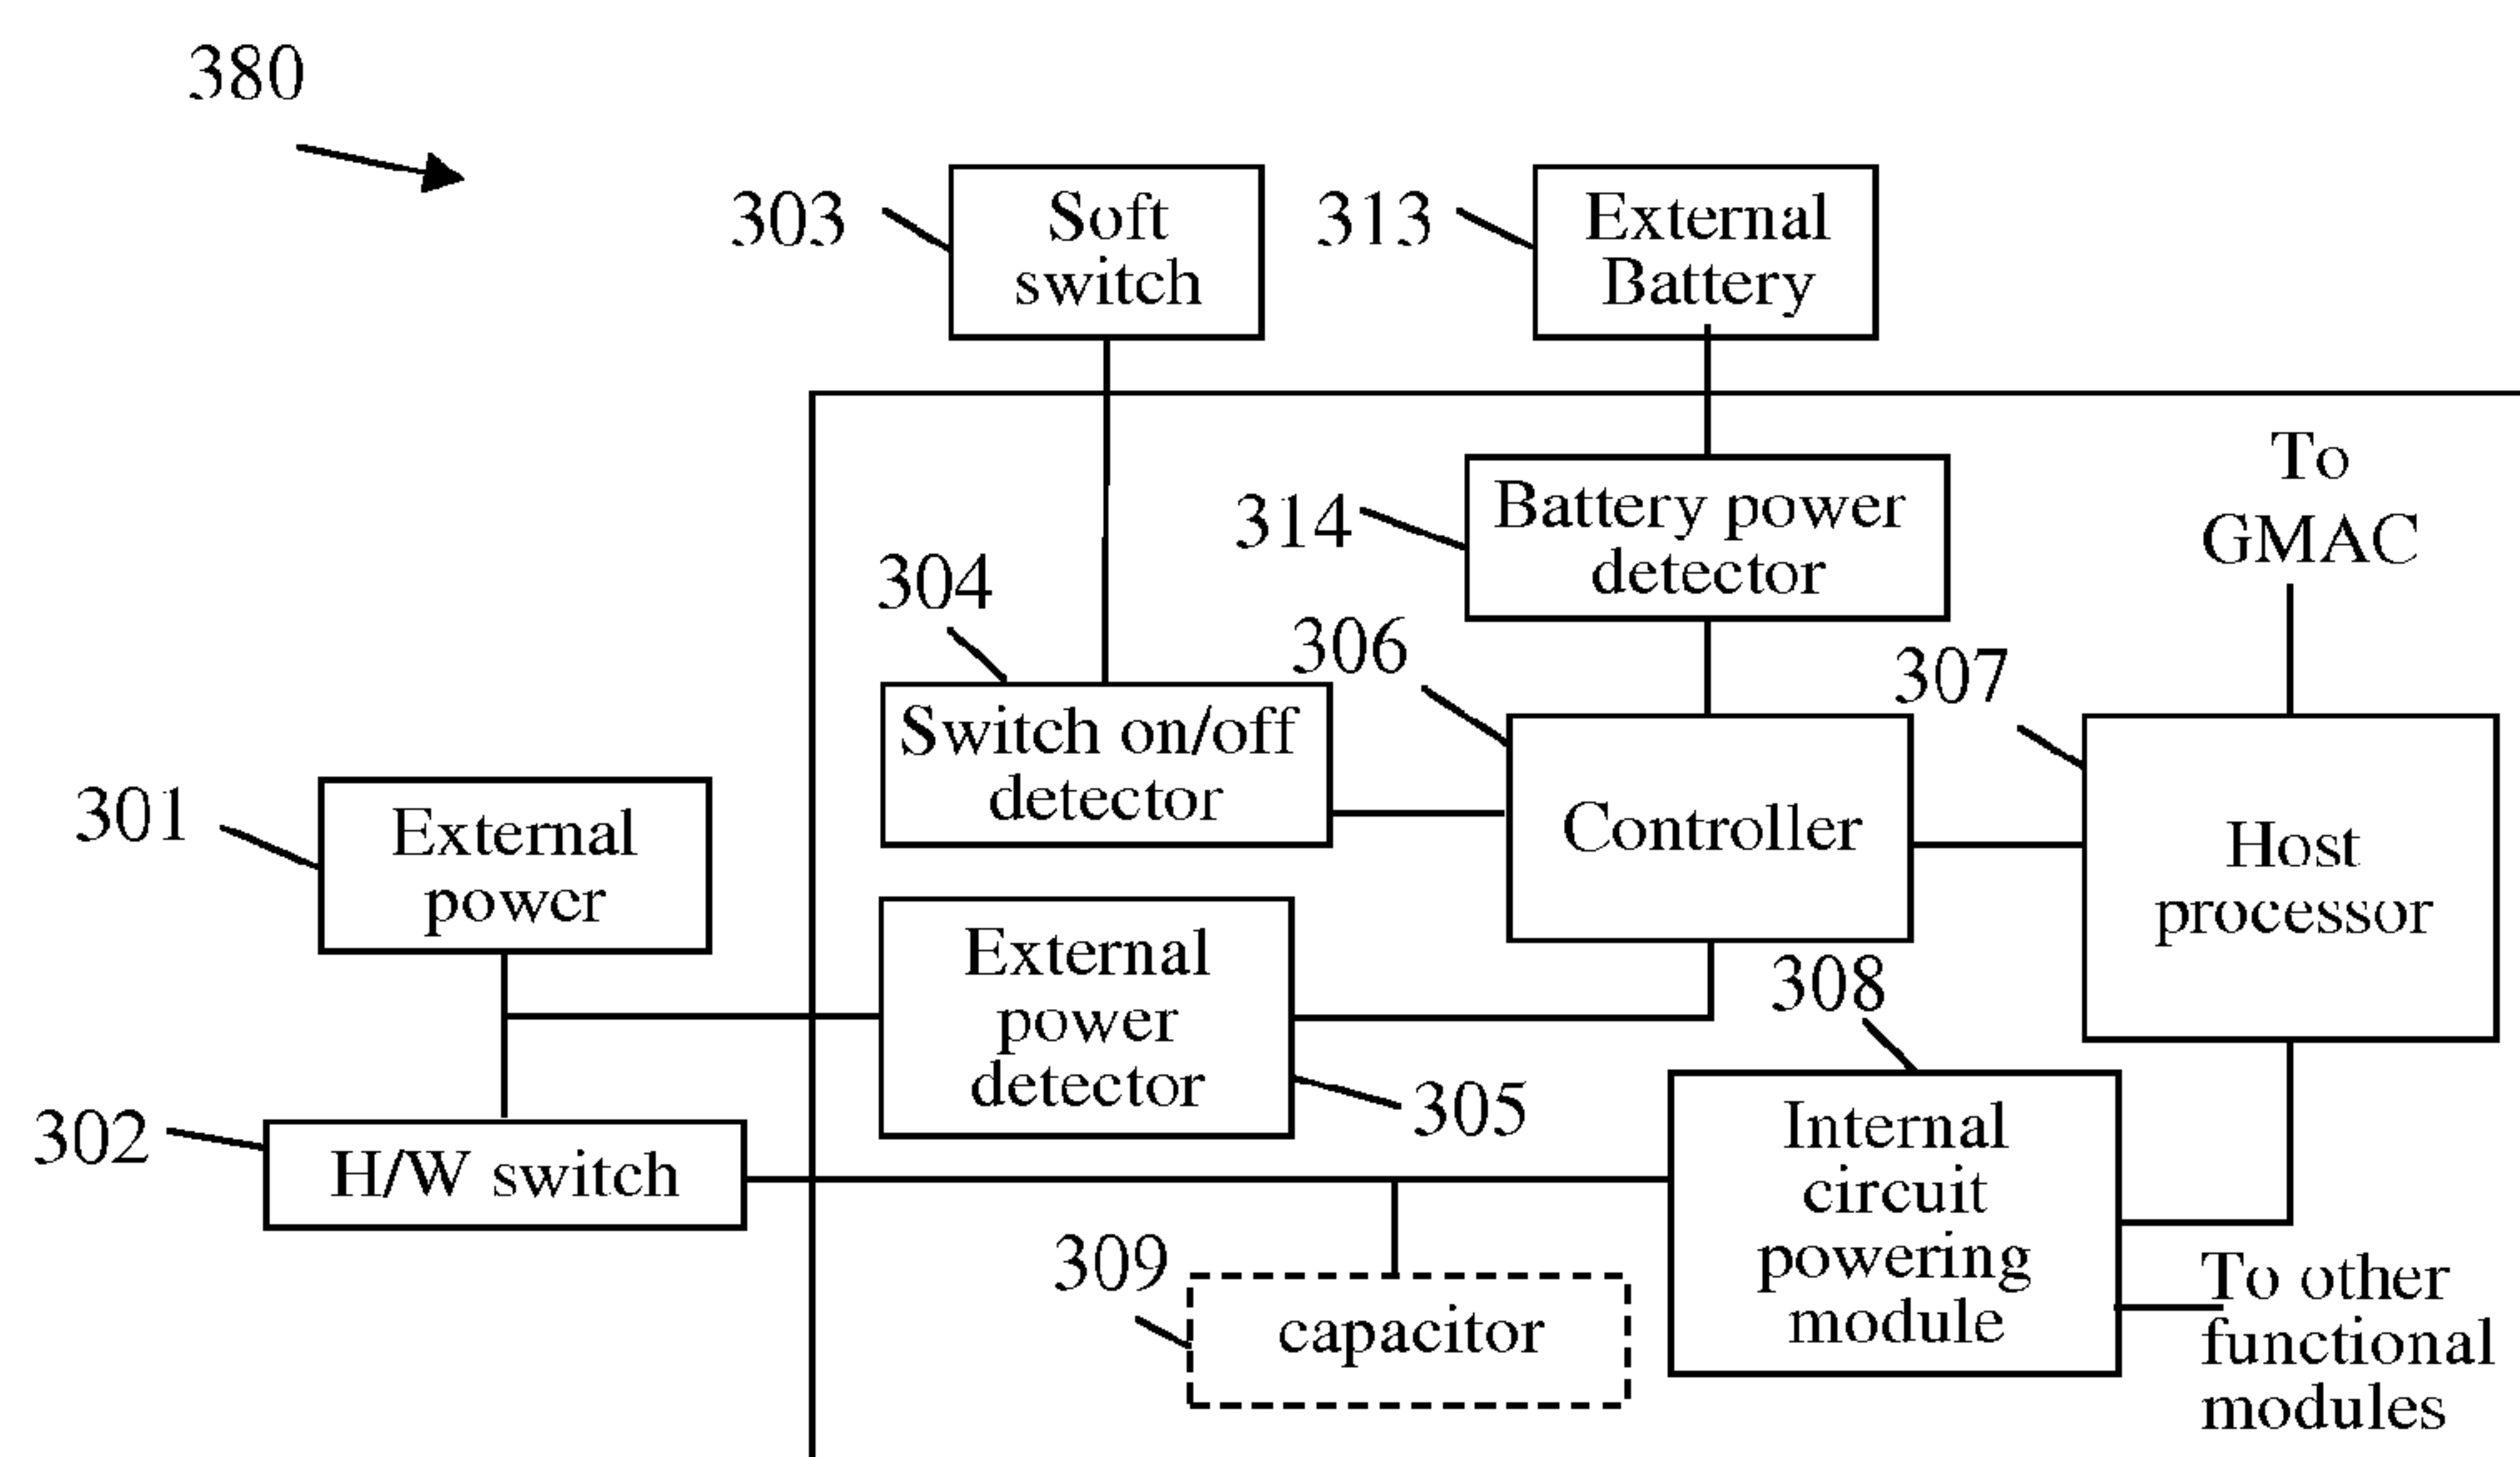 380
303
Soft
switch
313
External
Battery
To
GMAC
314
Battery power
detector
304
306
307
Switch on/off
detector
301
External
power
Controller
Host
processor
External
power
detector
308
305
302
H/W switch
Internal
circuit
powering
module
309
capacitor
To other
functional
modules